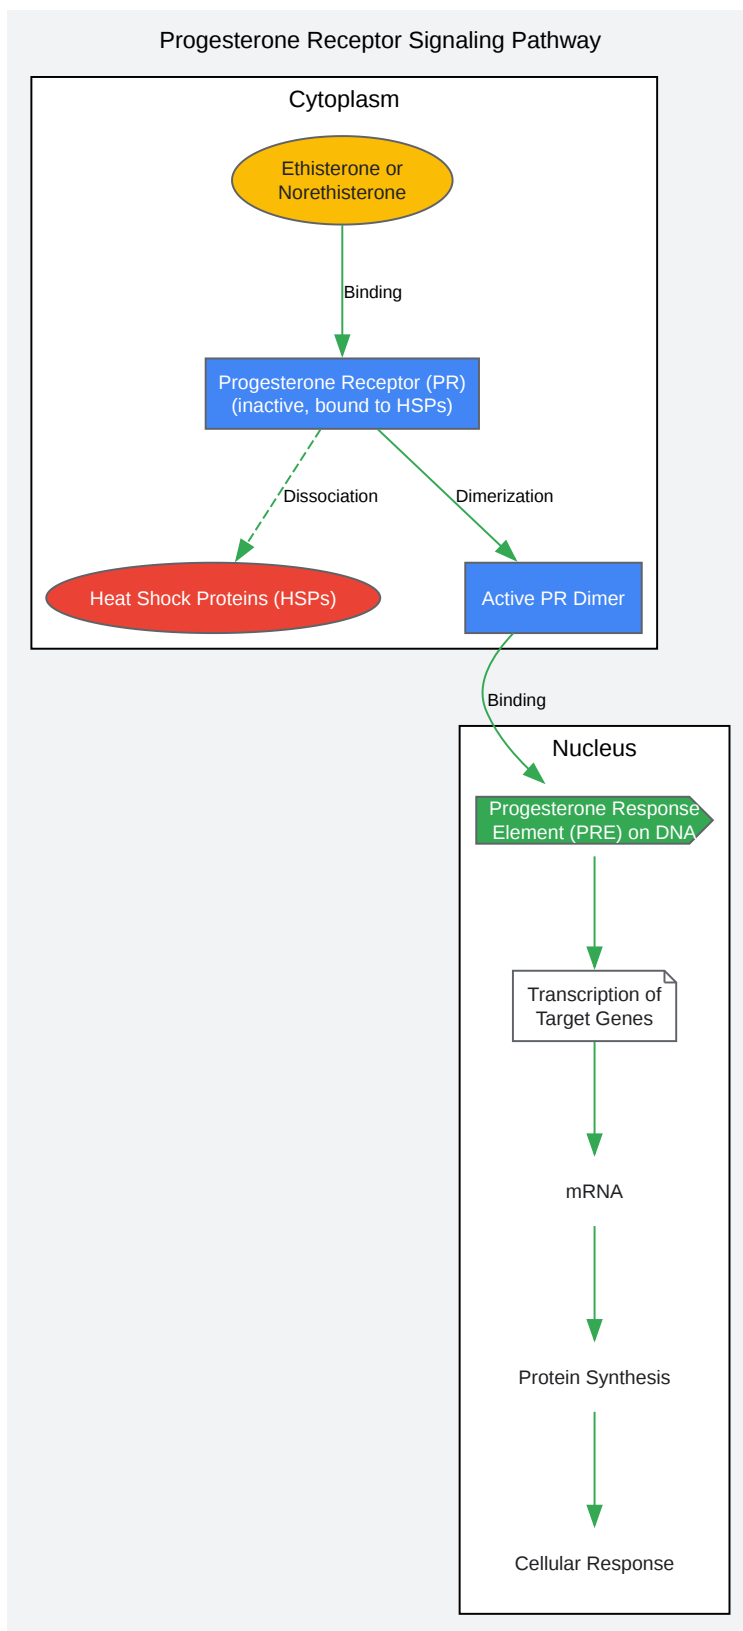 Progesterone Receptor Signaling Pathway
Cytoplasm
Ethisterone or
Norethisterone
Binding
Progesterone Receptor (PR)
(inactive, bound to HSPs)
Dissociation
Dimerization
Heat Shock Proteins (HSPs)
Active PR Dimer
Binding
Nucleus
Progesterone Response
Element (PRE) on DNA
Transcription of
Target Genes
mRNA
Protein Synthesis
Cellular Response